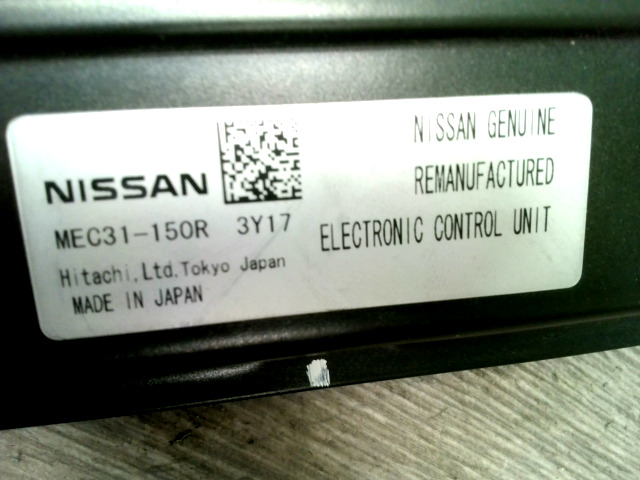 NISSAN GENUINE
REMANUFACTURED
ELECTRONIC CONTROL UNIT
NISSAN
MEC31-150R 3Y17
Hitachi,Ltd.Tokyo Japan
MADE IN JAPAN